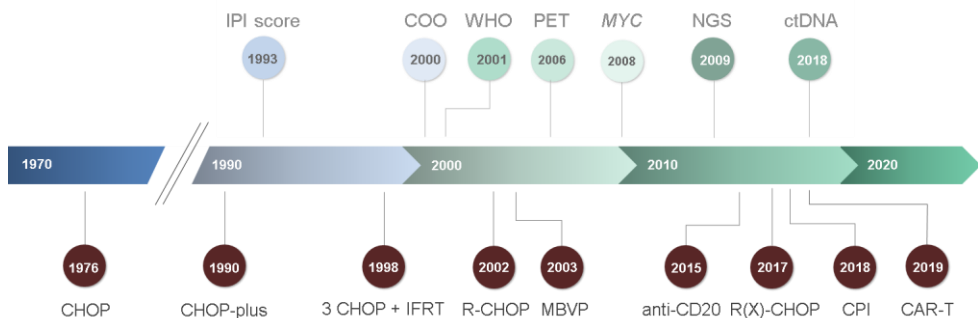 IPI score COO WHO PET MYC NGS ctDNA
1993 2000 2001 2006 2008 2009 2018
1970 1990 2000 2010 2020
1976 1990 1998 2002 2003 2015 2017 2018 2019
CHOP CHOP-plus 3 CHOP + IFRT R-CHOP MBVP anti-CD20 R(X)-CHOP CPI CAR-T